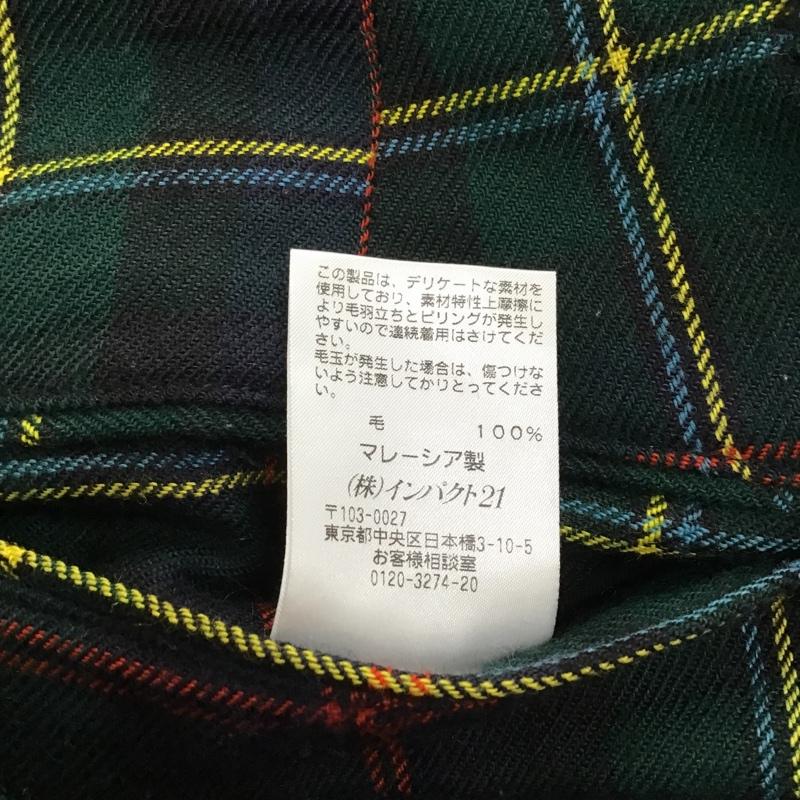 この製品は、デリケートな素材を
使用しており、素材特性上摩擦に
より毛羽立ちとピリングが発生し
やすいので連続着用はさけてくだ
さい。
毛玉が発生した場合は、傷つけな
いよう注意してかりとってくださ
い。
毛 100%
マレーシア製
(株)インパクト21
〒103-0027
東京都中央区日本橋3-10-5
お客様相談室
0120-3274-20